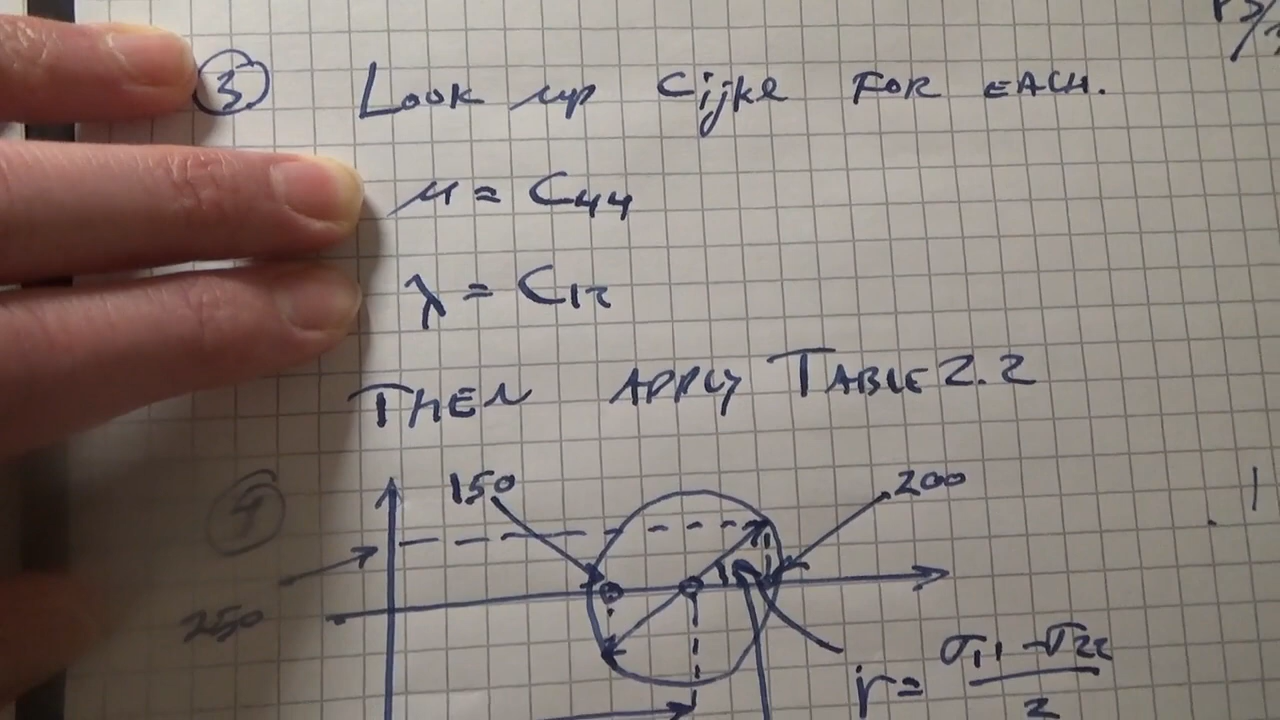 ③ Look up Cijkl FOR EACH.
μ = C44
λ = C12
THEN APPLY TABLE 2.2
④
150
200
250
r = σ11 - σ22 / 2